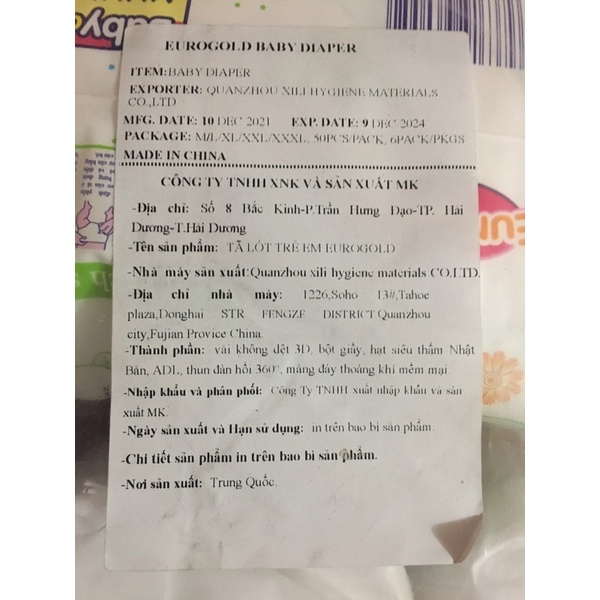 Baby
EUROGOLD BABY DIAPER
ITEM:BABY DIAPER
EXPORTER: QUANZHOU XILI HYGIENE MATERIALS
CO.,LTD
MFG. DATE: 10 DEC 2021 EXP. DATE: 9 DEC 2024
PACKAGE: M/L/XL/XXL/XXXL, 50PCS/PACK, 6PACK/PKGS
MADE IN CHINA
CÔNG TY TNHH XNK VÀ SẢN XUẤT MK
-Địa chỉ: Số 8 Bắc Kinh-P.Trần Hưng Đạo-TP. Hải
Dương-T.Hải Dương
-Tên sản phẩm: TÃ LÓT TRẺ EM EUROGOLD
-Nhà máy sản xuất:Quanzhou xili hygiene materials CO.LTD.
-Địa chỉ nhà máy: 1226,Soho 13#,Tahoe
plaza,Donghai STR FENGZE DISTRICT Quanzhou
city,Fujian Provice China.
-Thành phần: vải không dệt 3D, bột giấy, hạt siêu thấm Nhật
Bản, ADL, thun đàn hồi 360°, màng đáy thoáng khí mềm mại.
-Nhập khẩu và phân phối: Công Ty TNHH xuất nhập khẩu và sản
xuất MK.
-Ngày sản xuất và Hạn sử dụng: in trên bao bì sản phẩm.
-Chi tiết sản phẩm in trên bao bì sản phẩm.
-Nơi sản xuất: Trung Quốc.